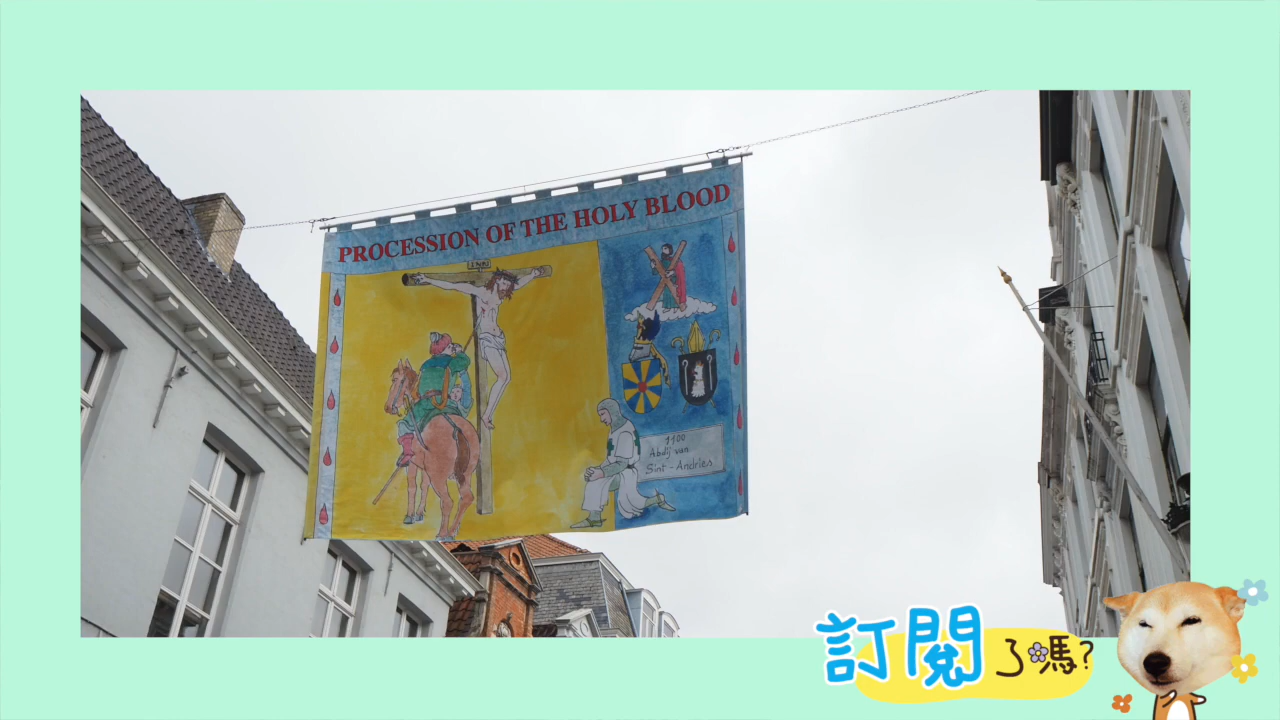 PROCESSION OF THE HOLY BLOOD
1100
Abdij van
Sint-Andries
訂閱了嗎?